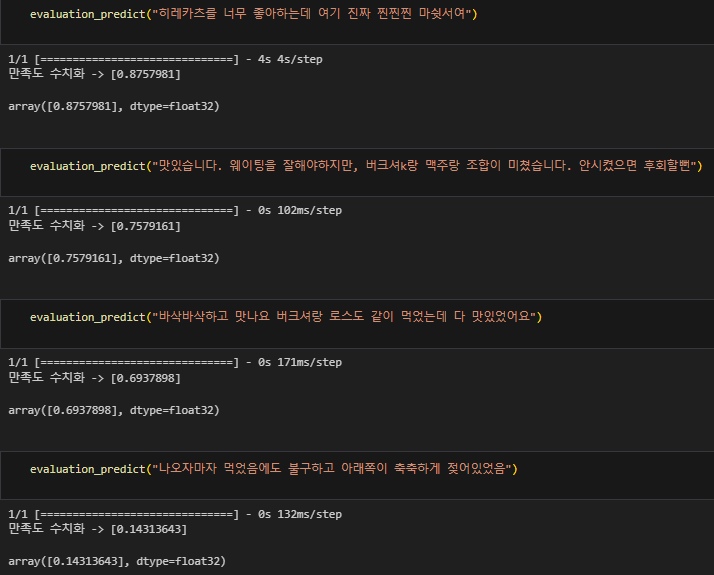 evaluation_predict("히레카츠를 너무 좋아하는데 여기 진짜 찐찐찐 마쉿서여")
1/1 [==============================] - 4s 4s/step
만족도 수치화 -> [0.8757981]
array([0.8757981], dtype=float32)
evaluation_predict("맛있습니다. 웨이팅을 잘해야하지만, 버크셔k랑 맥주랑 조합이 미쳤습니다. 안시켰으면 후회할뻔")
1/1 [==============================] - 0s 102ms/step
만족도 수치화 -> [0.7579161]
array([0.7579161], dtype=float32)
evaluation_predict("바삭바삭하고 맛나요 버크셔랑 로스도 같이 먹었는데 다 맛있었어요")
1/1 [==============================] - 0s 171ms/step
만족도 수치화 -> [0.6937898]
array([0.6937898], dtype=float32)
evaluation_predict("나오자마자 먹었음에도 불구하고 아래쪽이 축축하게 젖어있었음")
1/1 [==============================] - 0s 132ms/step
만족도 수치화 -> [0.14313643]
array([0.14313643], dtype=float32)